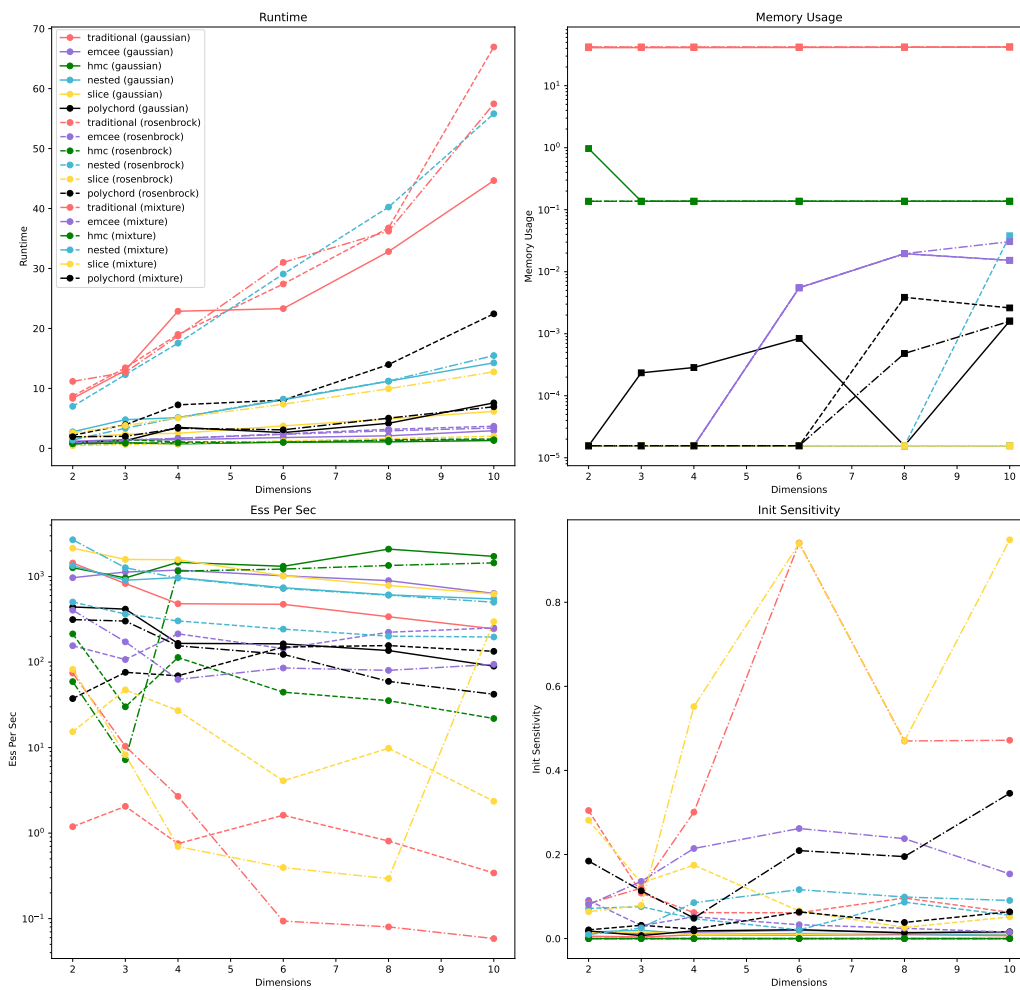 Runtime
70
60
50
40
30
20
10
0
Runtime
traditional (gaussian)
emcee (gaussian)
hmc (gaussian)
nested (gaussian)
slice (gaussian)
polychord (gaussian)
traditional (rosenbrock)
emcee (rosenbrock)
hmc (rosenbrock)
nested (rosenbrock)
slice (rosenbrock)
polychord (rosenbrock)
traditional (mixture)
emcee (mixture)
hmc (mixture)
nested (mixture)
slice (mixture)
polychord (mixture)
2 3 4 5 6 7 8 9 10
Dimensions
Memory Usage
10¹
10⁰
10⁻¹
10⁻²
10⁻³
10⁻⁴
10⁻⁵
Memory Usage
2 3 4 5 6 7 8 9 10
Dimensions
Ess Per Sec
10³
10²
10¹
10⁰
10⁻¹
Ess Per Sec
2 3 4 5 6 7 8 9 10
Dimensions
Init Sensitivity
0.8
0.6
0.4
0.2
0.0
Init Sensitivity
2 3 4 5 6 7 8 9 10
Dimensions